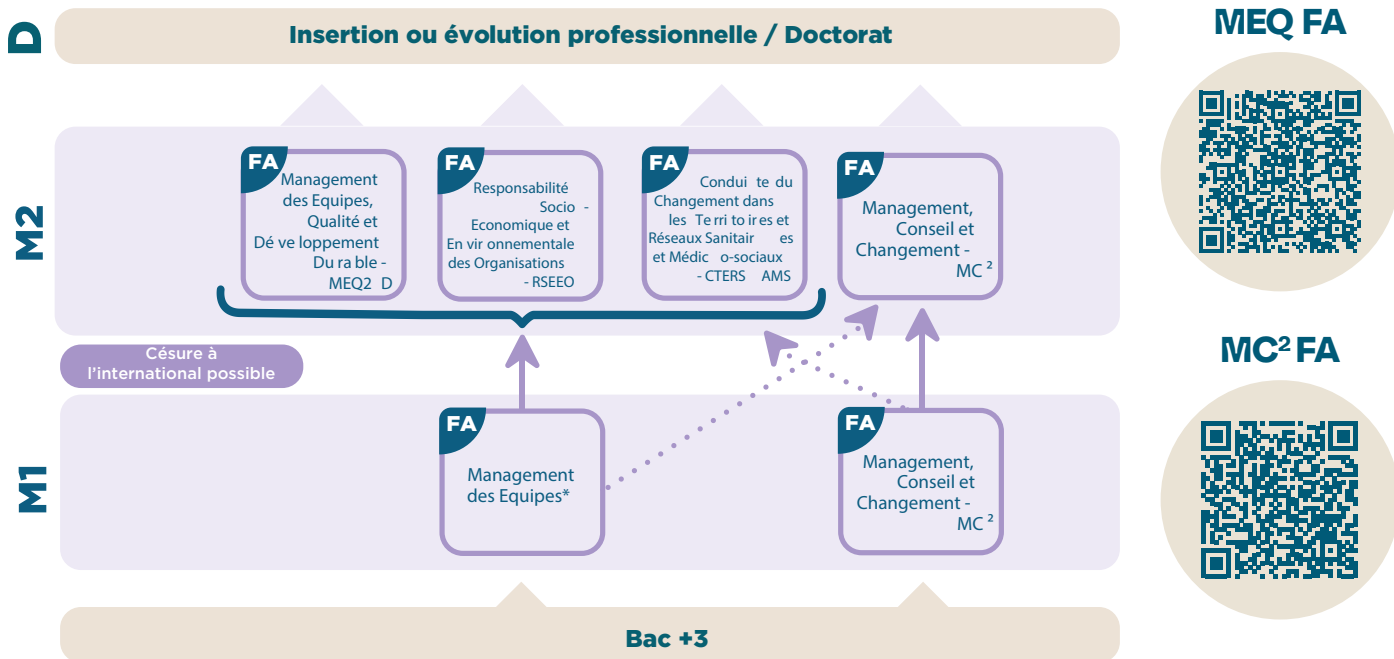 D
Insertion ou évolution professionnelle / Doctorat
MEQ FA
M2
FA
Management
des Equipes,
Qualité et
Dé ve loppement
Du ra ble -
MEQ2 D
FA
Responsabilité
Socio -
Economique et
En vir onnementale
des Organisations
- RSEEO
FA
Condui te du
Changement dans
les Te rri to ir es et
Réseaux Sanitair es
et Médic o-sociaux
- CTERS AMS
FA
Management,
Conseil et
Changement -
MC ²
Césure à
l'international possible
MC² FA
M1
FA
Management
des Equipes*
FA
Management,
Conseil et
Changement -
MC ²
Bac +3